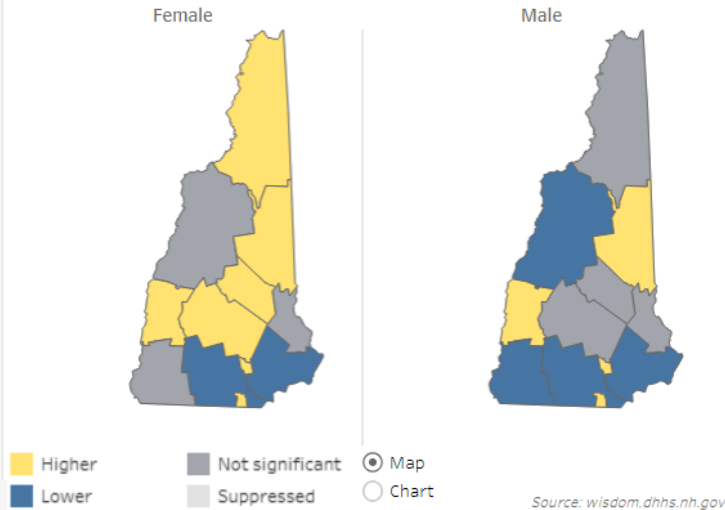 Female
Male
Higher
Not significant
Map
Lower
Suppressed
Chart
Source: wisdom.dhhs.nh.gov